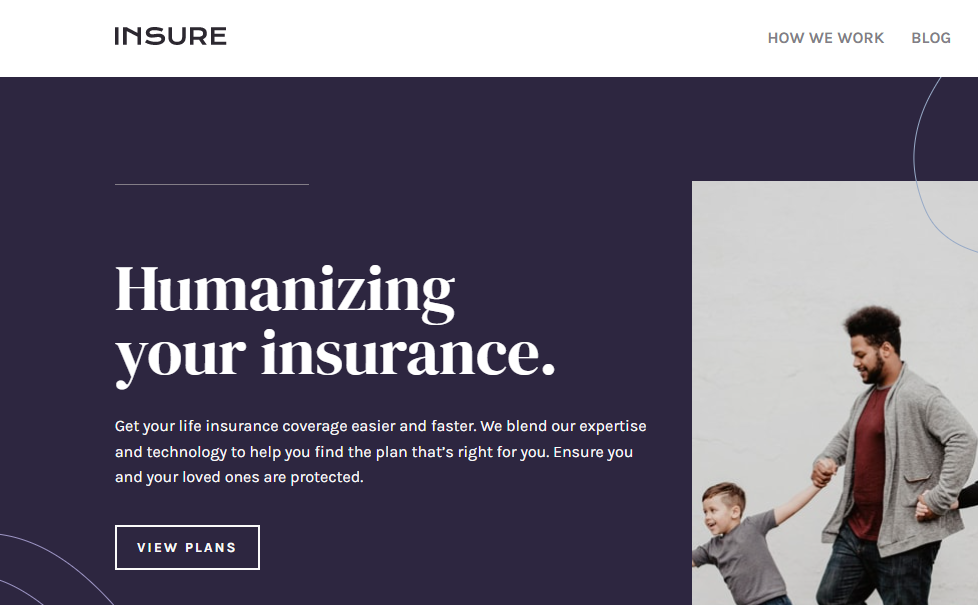 INSURE
HOW WE WORK BLOG
Humanizing
your insurance.
Get your life insurance coverage easier and faster. We blend our expertise
and technology to help you find the plan that’s right for you. Ensure you
and your loved ones are protected.
VIEW PLANS